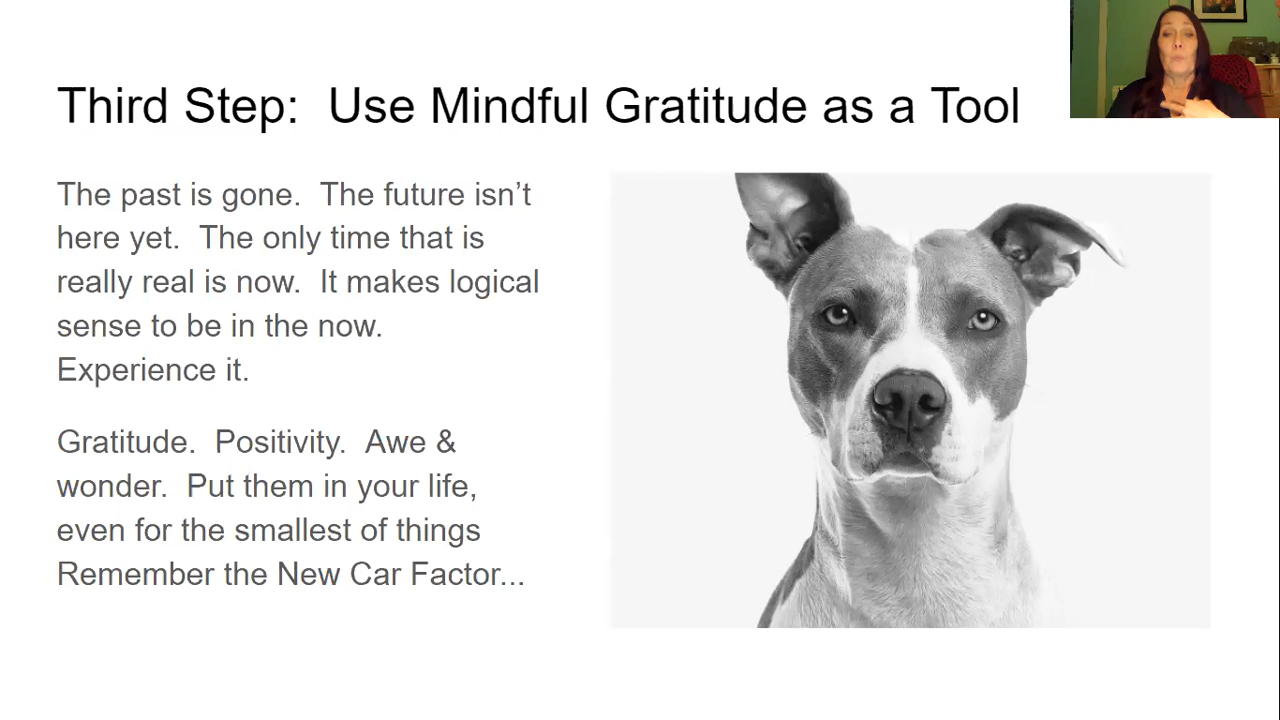 Third Step:  Use Mindful Gratitude as a Tool
The past is gone.  The future isn’t
here yet.  The only time that is
really real is now.  It makes logical
sense to be in the now.
Experience it.
Gratitude.  Positivity.  Awe &
wonder.  Put them in your life,
even for the smallest of things
Remember the New Car Factor...